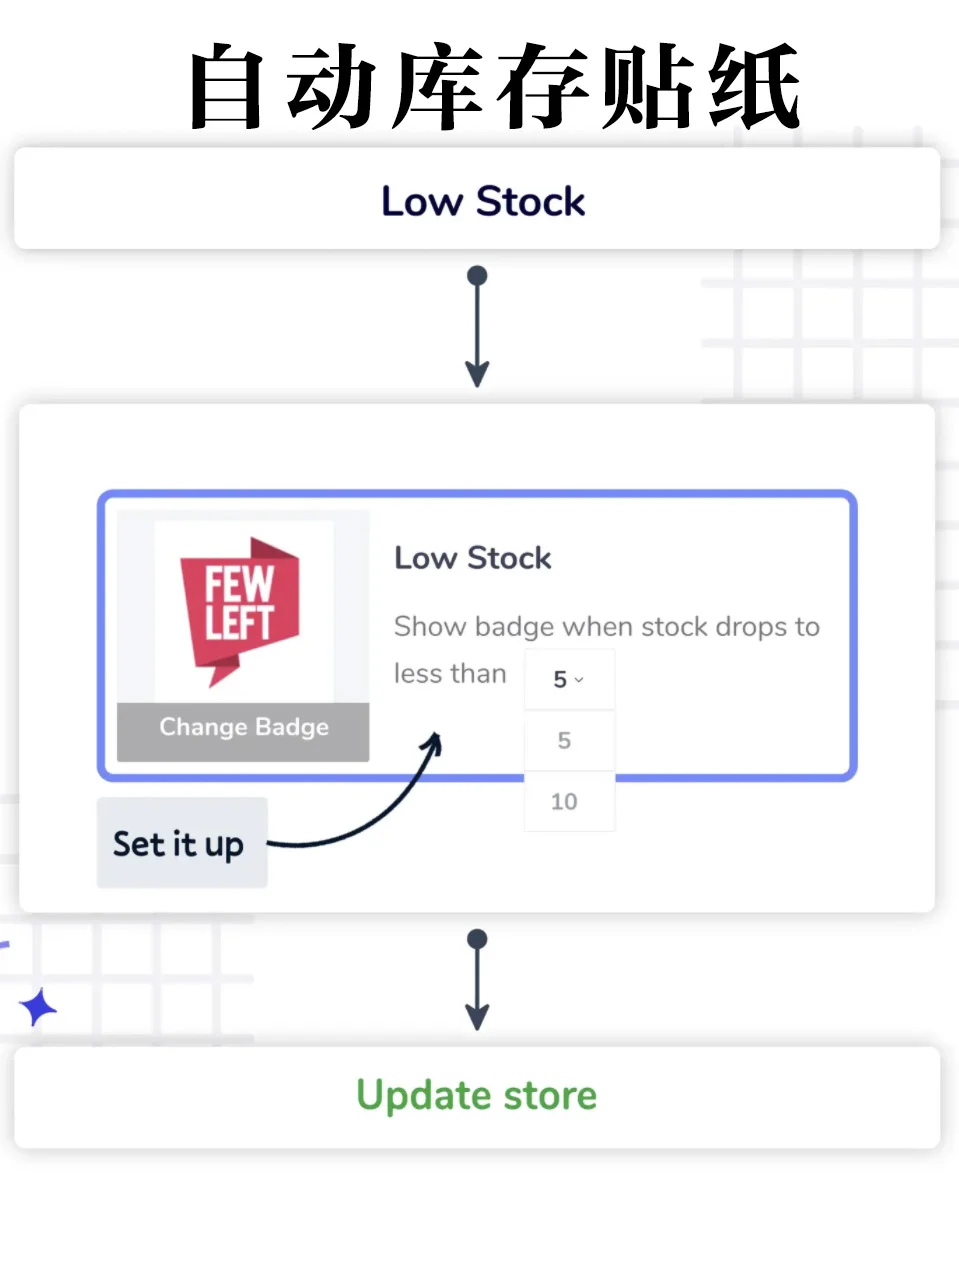 自动库存贴纸
Low Stock
FEW
LEFT
Change Badge
Low Stock
Show badge when stock drops to
less than 5
5
10
Set it up
Update store